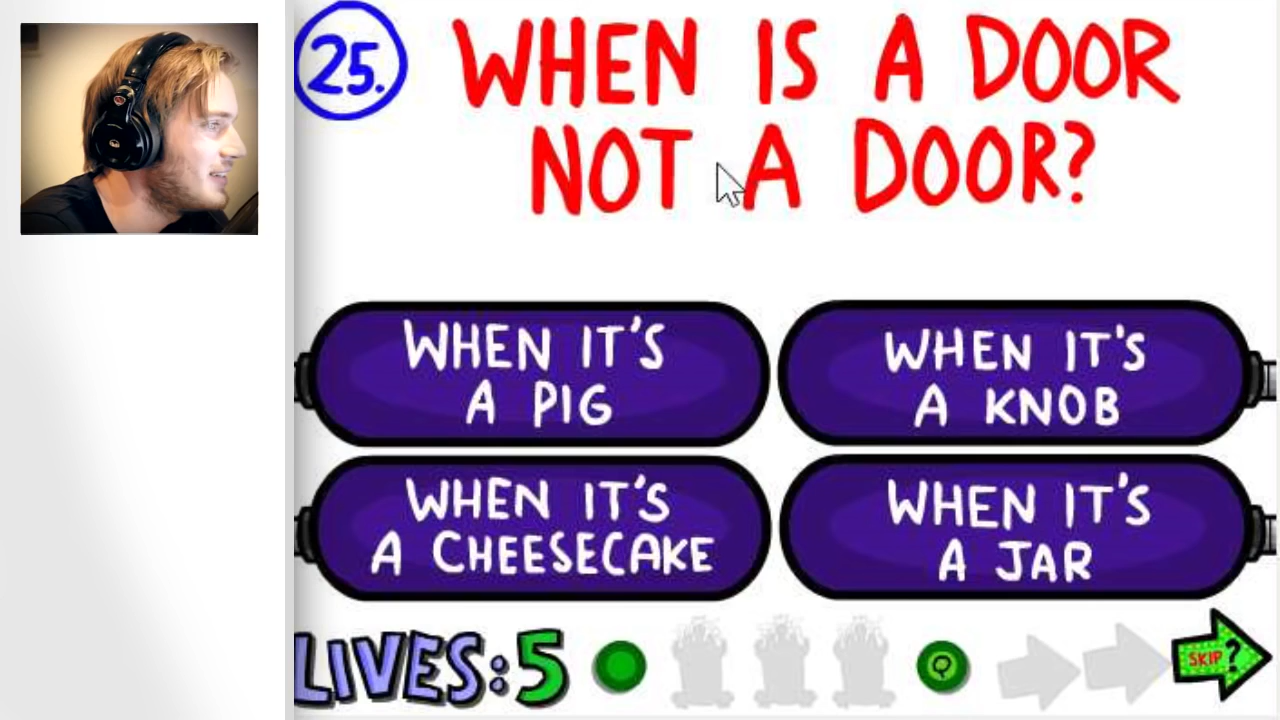 25.
WHEN IS A DOOR
NOT A DOOR?
WHEN IT'S
A PIG
WHEN IT'S
A KNOB
WHEN IT'S
A CHEESECAKE
WHEN IT'S
A JAR
LIVES:5
SKIP?